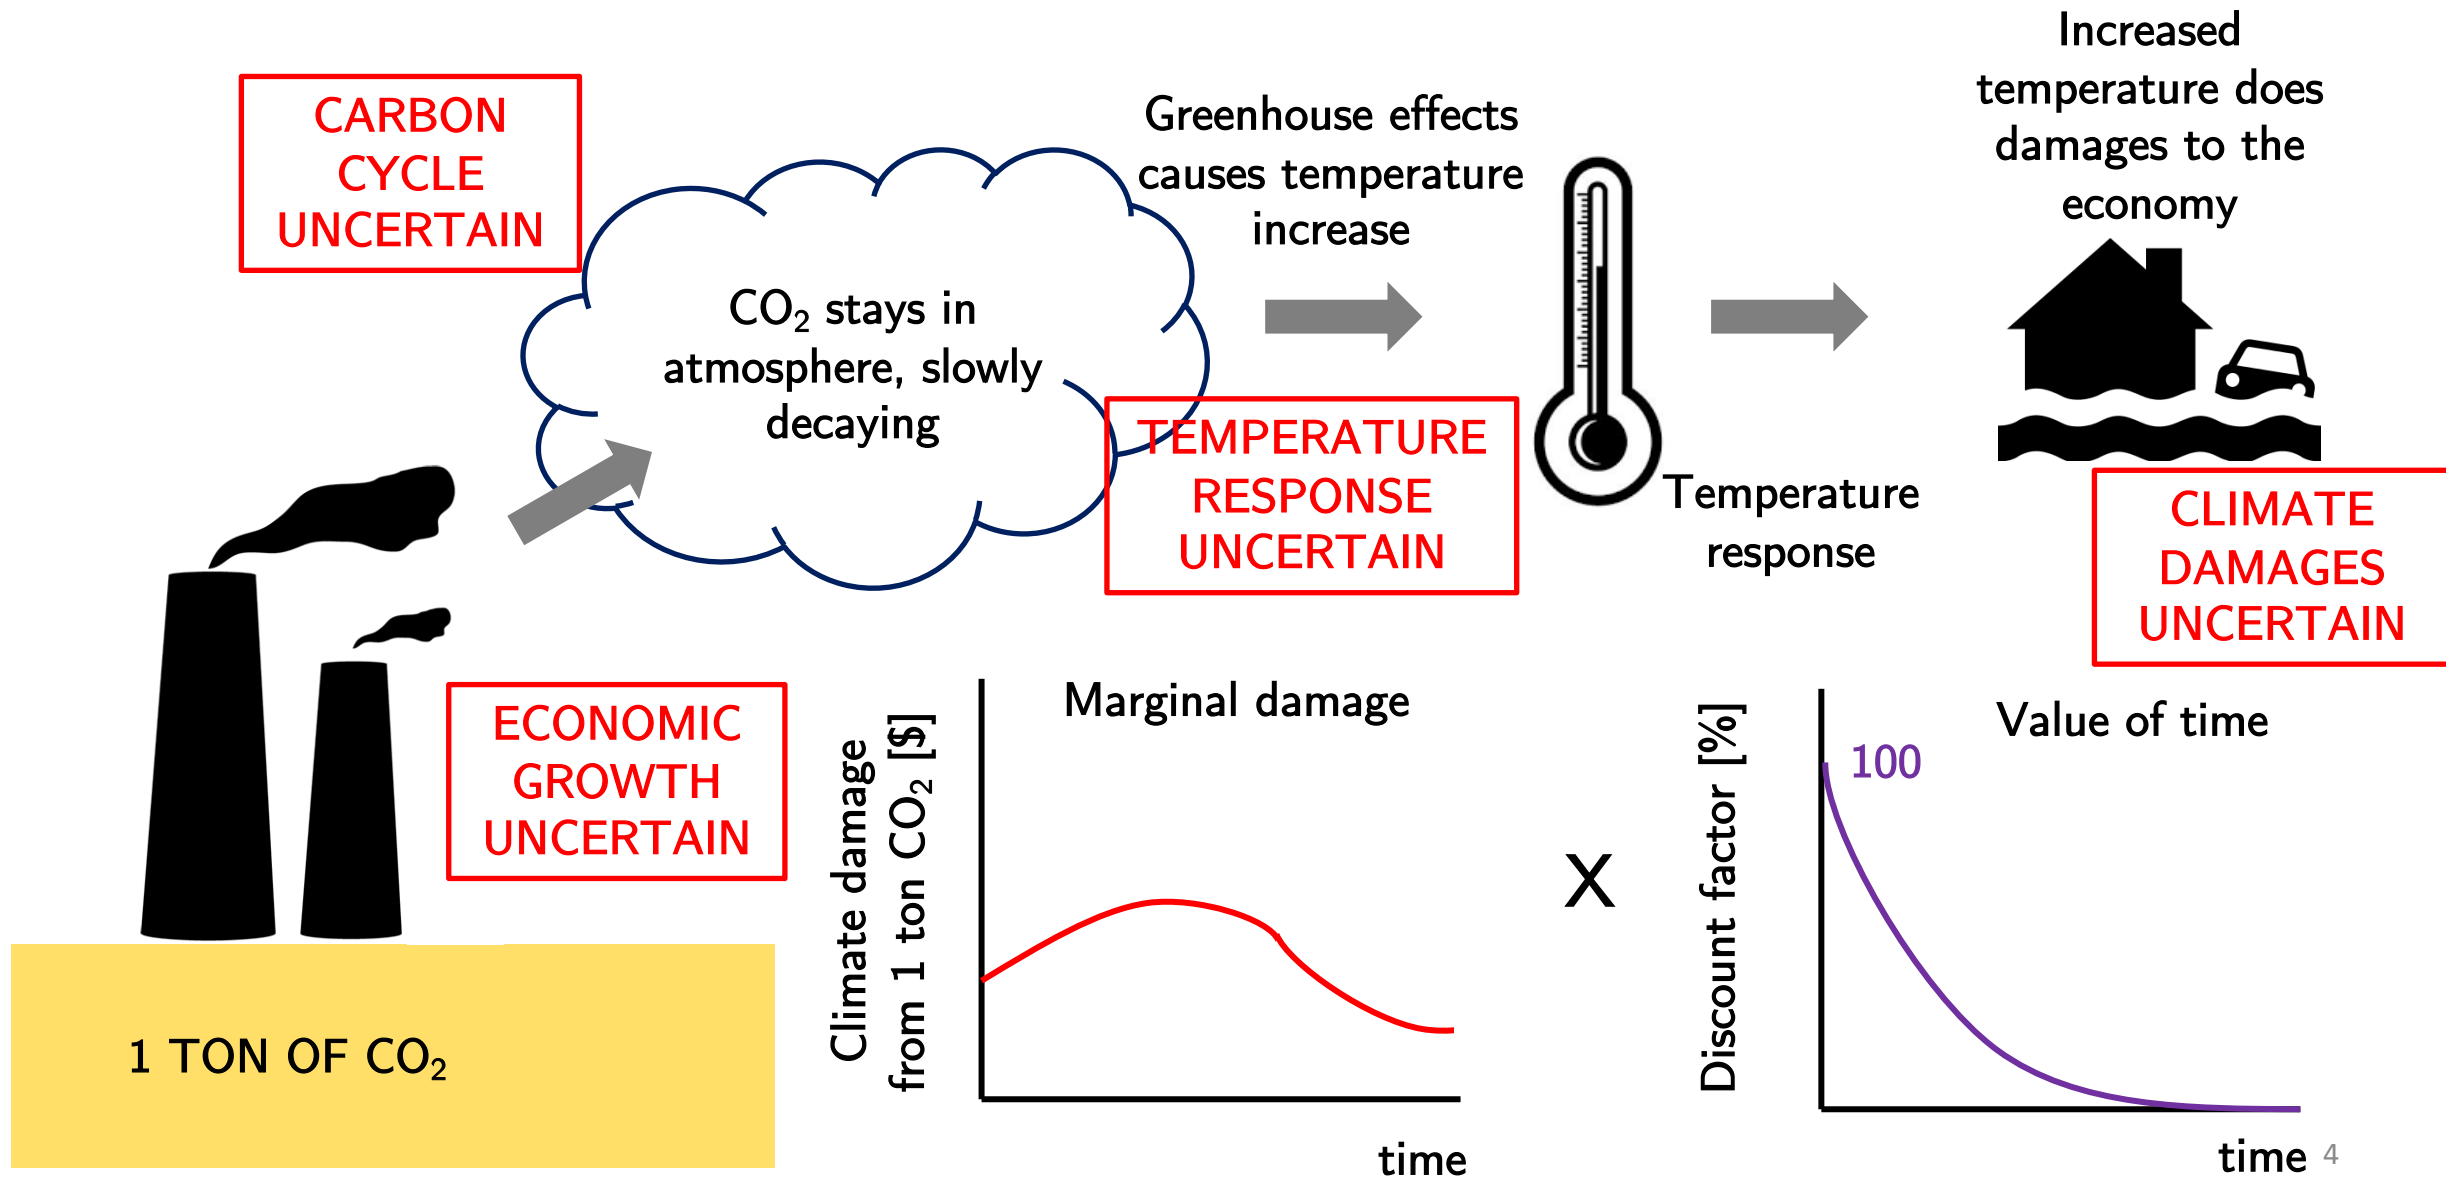 CARBON
CYCLE
UNCERTAIN
CO₂ stays in
atmosphere, slowly
decaying
Greenhouse effects
causes temperature
increase
TEMPERATURE
RESPONSE
UNCERTAIN
Temperature
response
Increased
temperature does
damages to the
economy
CLIMATE
DAMAGES
UNCERTAIN
ECONOMIC
GROWTH
UNCERTAIN
1 TON OF CO₂
Marginal damage
Climate damage
from 1 ton CO₂ [$]
time
X
Value of time
Discount factor [%]
100
time
4